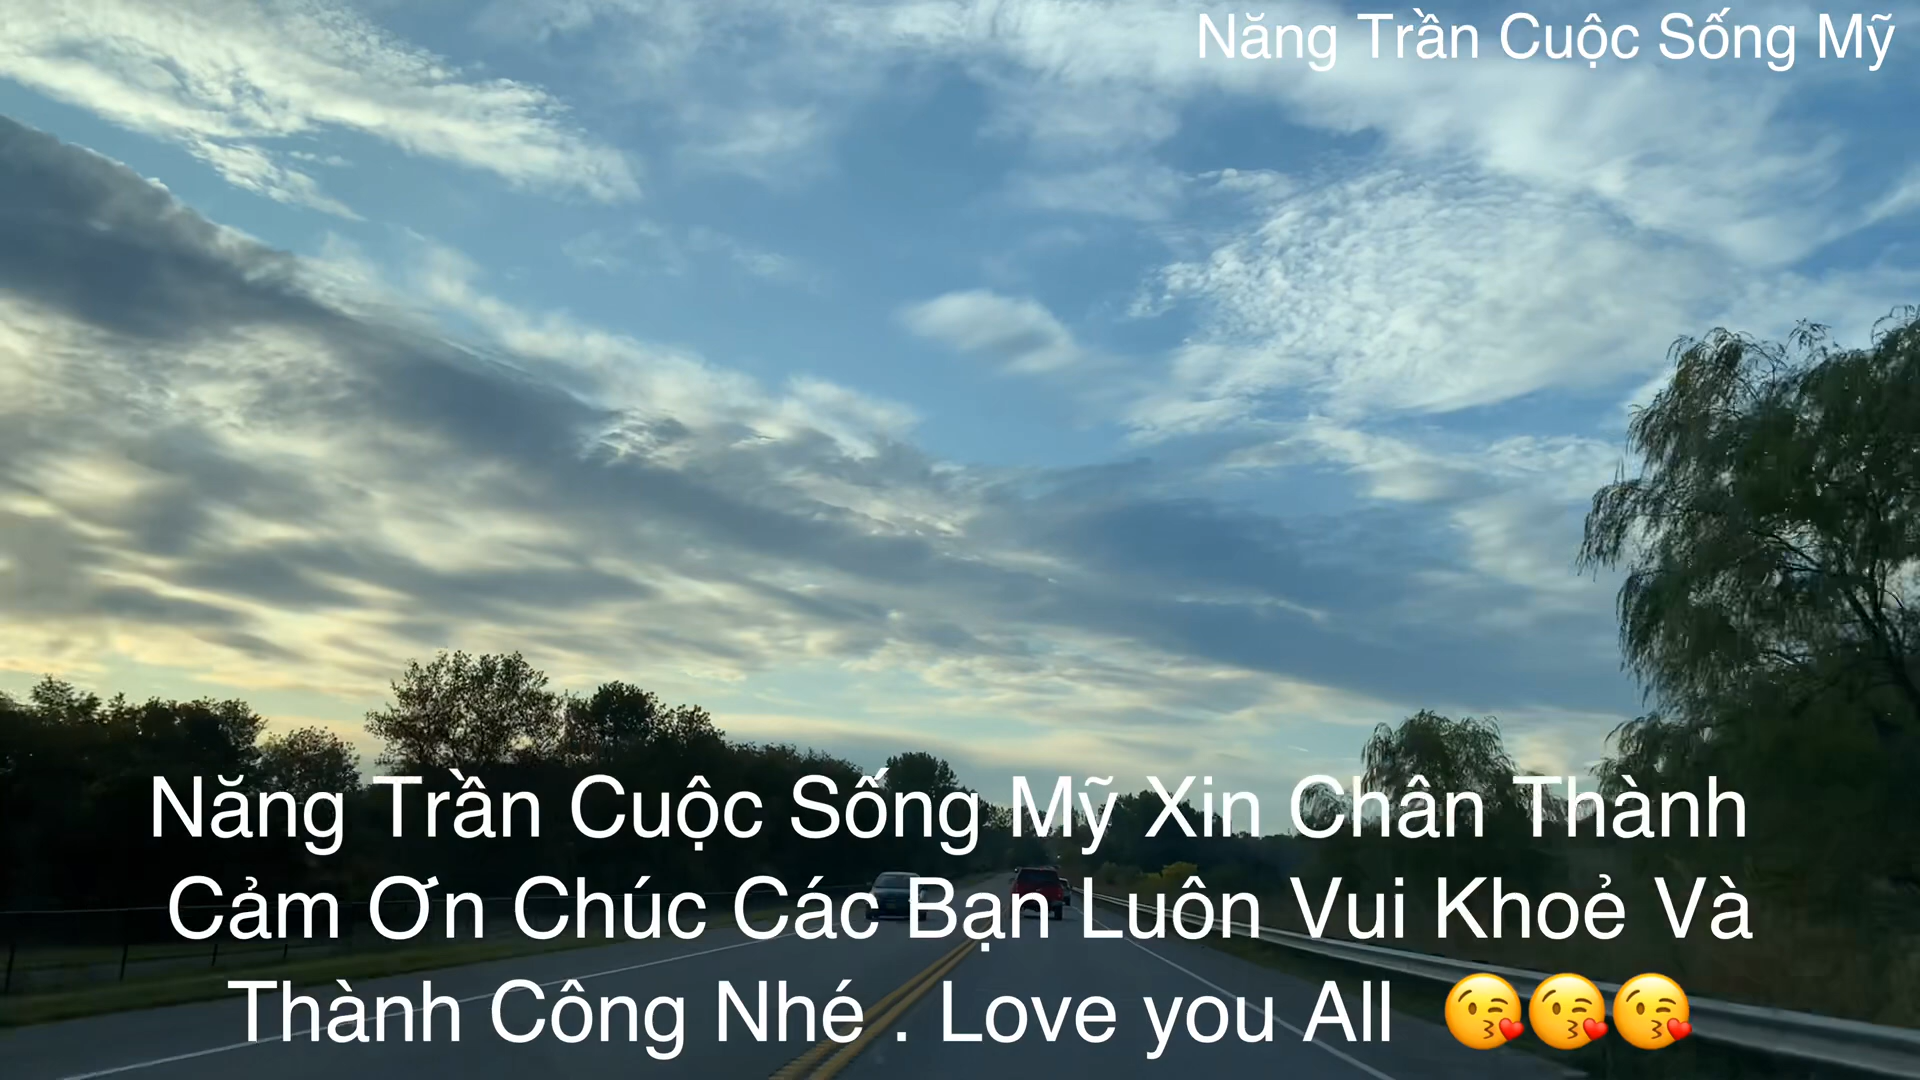 Năng Trần Cuộc Sống Mỹ
Năng Trần Cuộc Sống Mỹ Xin Chân Thành
Cảm Ơn Chúc Các Bạn Luôn Vui Khoẻ Và
Thành Công Nhé . Love you All 😘😘😘